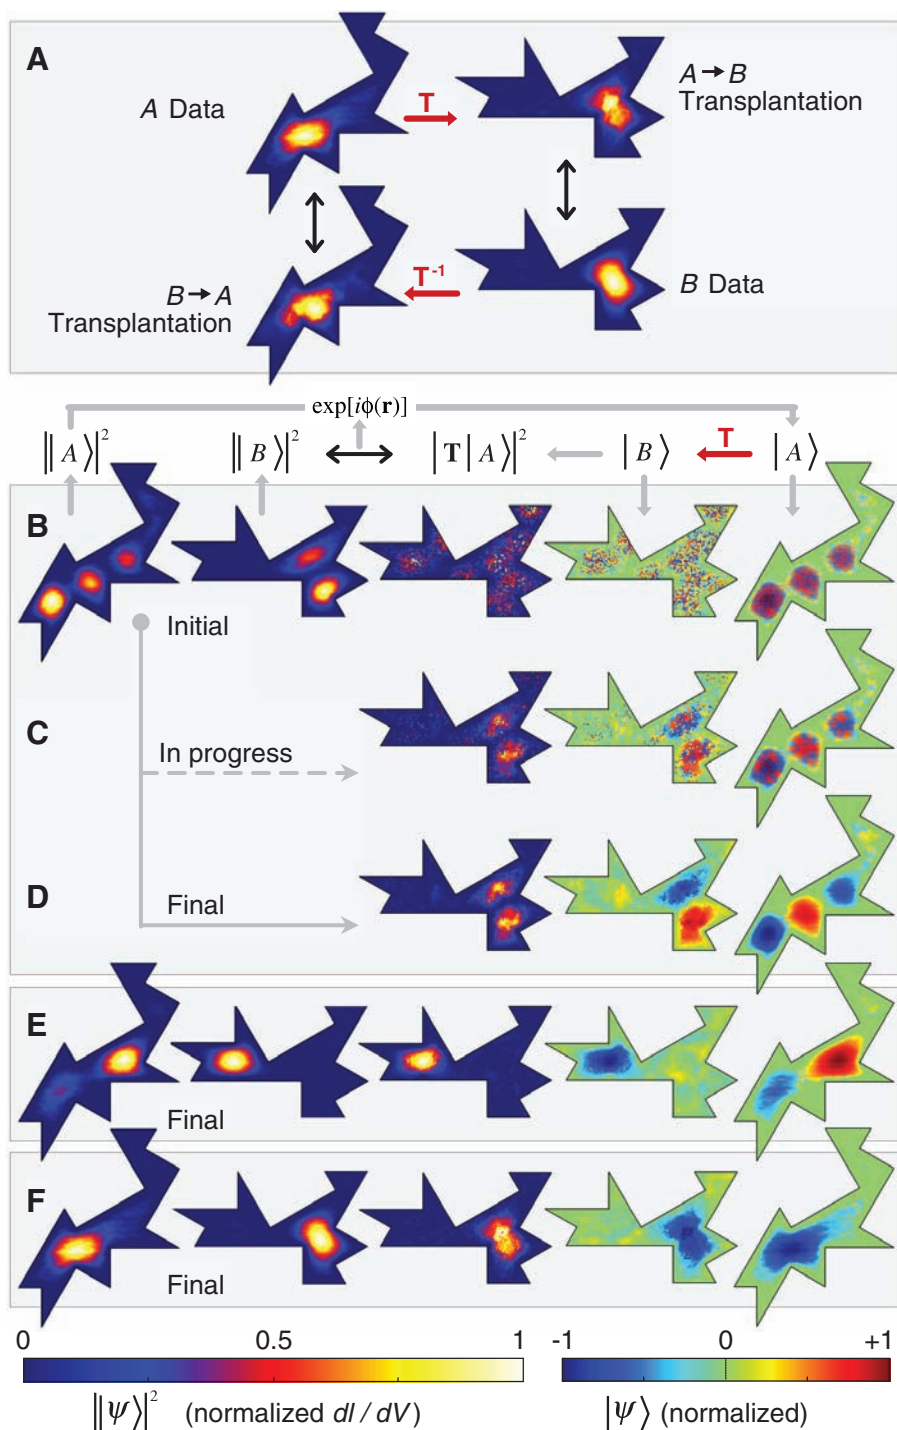 A
A Data
T
A→B
Transplantation
B→A
Transplantation
T⁻¹
B Data
exp[iϕ(r)]
||A⟩|²
||B⟩|²
|T|A⟩|²
|B⟩
T
|A⟩
B
Initial
C
In progress
D
Final
E
Final
F
Final
0 0.5 1
-1 0 +1
||ψ⟩|² (normalized dI / dV)
|ψ⟩ (normalized)